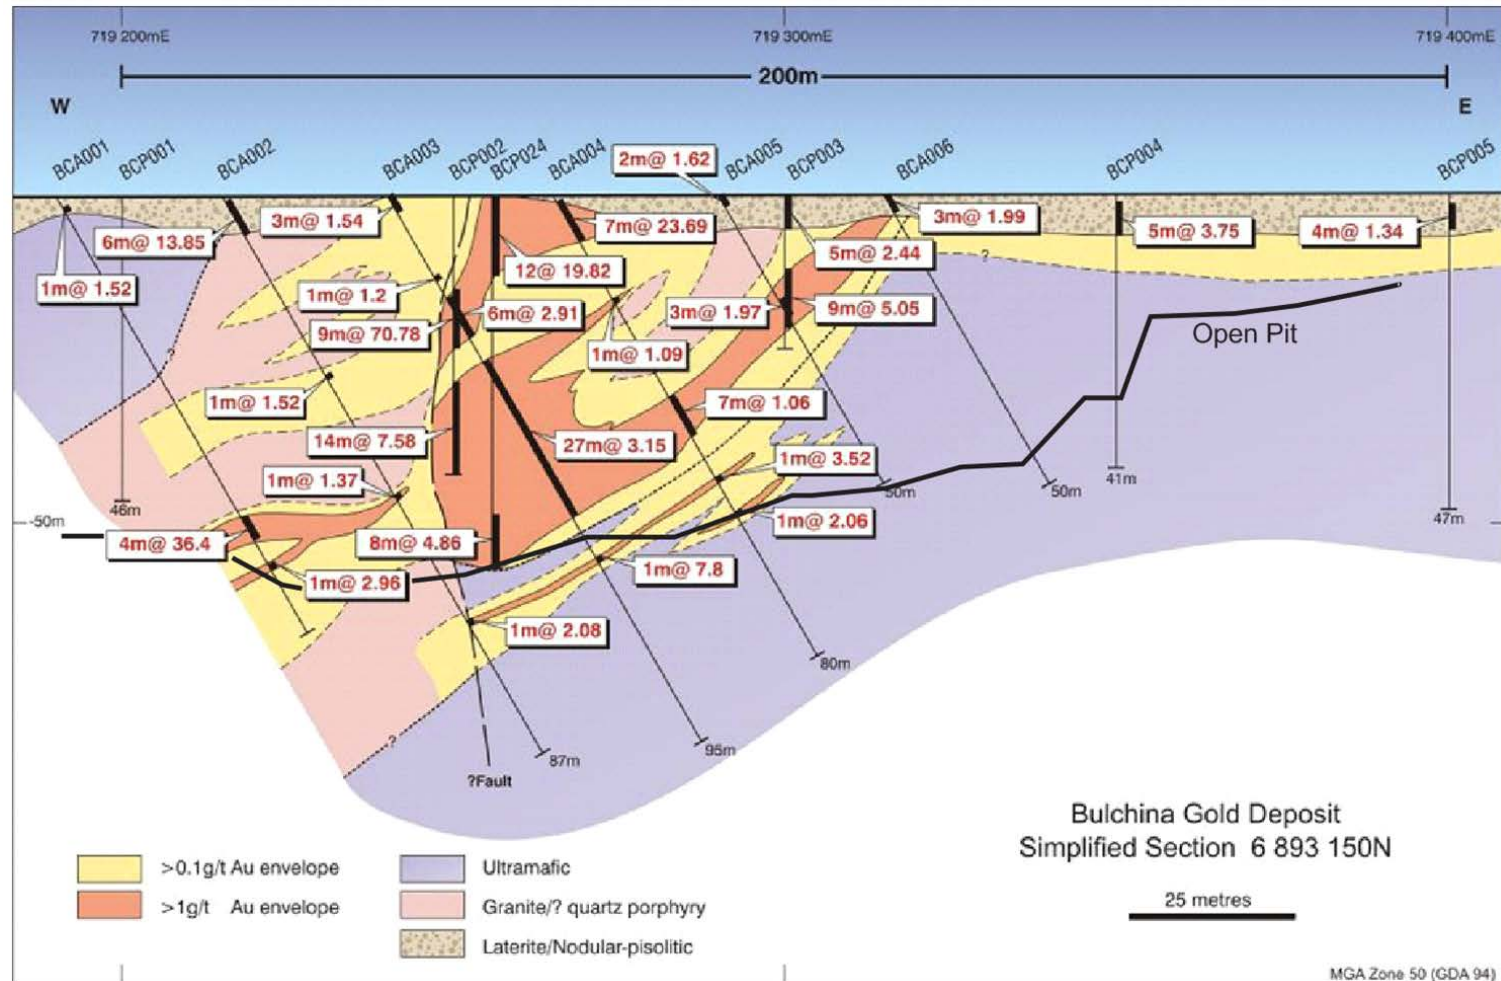 719 200mE
719 300mE
719 400mE
200m
W
E
BCA001
BCP001
BCA002
BCA003
BCP002
BCP024
BCA004
BCA005
BCP003
BCA006
BCP004
BCP005
2m@ 1.62
3m@ 1.54
7m@ 23.69
3m@ 1.99
5m@ 3.75
4m@ 1.34
6m@ 13.85
5m@ 2.44
?
1m@ 1.52
12@ 19.82
1m@ 1.2
6m@ 2.91
3m@ 1.97
9m@ 5.05
9m@ 70.78
Open Pit
?
1m@ 1.09
1m@ 1.52
7m@ 1.06
14m@ 7.58
27m@ 3.15
1m@ 3.52
1m@ 1.37
41m
50m
50m
46m
47m
-50m
1m@ 2.06
4m@ 36.4
8m@ 4.86
1m@ 7.8
1m@ 2.96
1m@ 2.08
80m
?
95m
87m
?Fault
Bulchina Gold Deposit
Simplified Section 6 893 150N
25 metres
>0.1g/t Au envelope
>1g/t Au envelope
Ultramafic
Granite/? quartz porphyry
Laterite/Nodular-pisolitic
MGA Zone 50 (GDA 94)